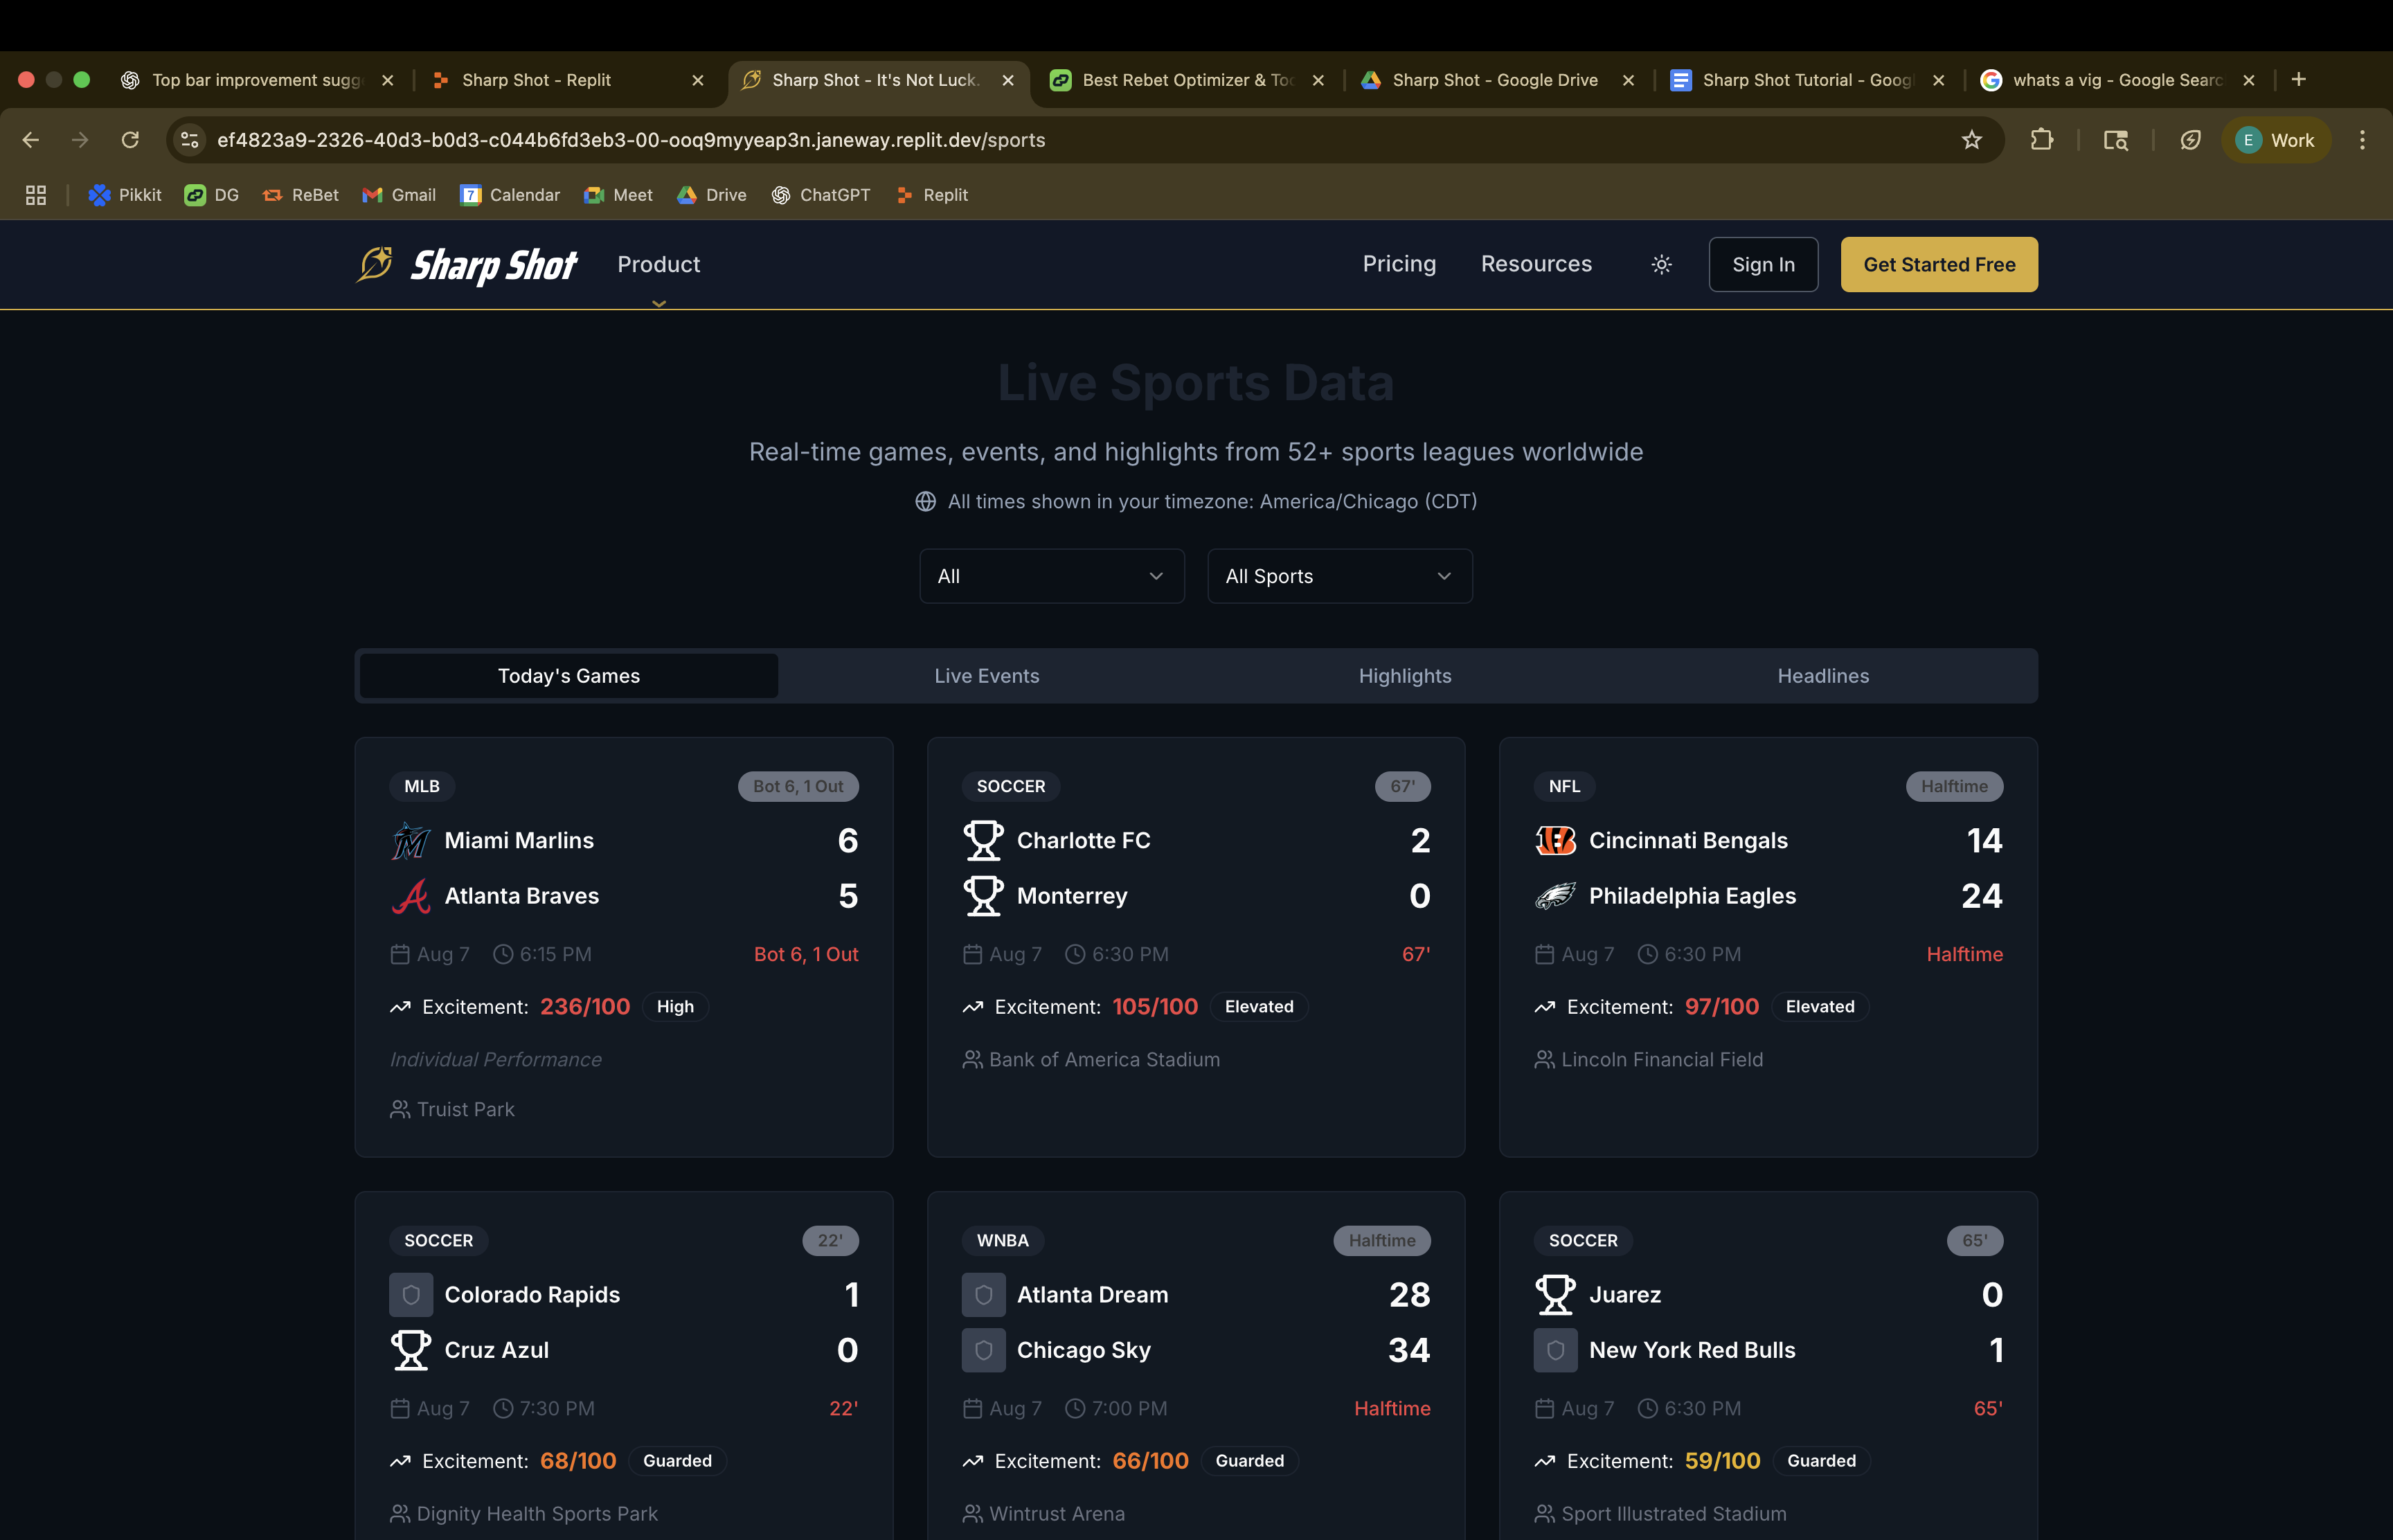 Top bar improvement sugg
Sharp Shot - Replit
Sharp Shot - It's Not Luck.
Best Rebet Optimizer & Too
Sharp Shot - Google Drive
Sharp Shot Tutorial - Goog
whats a vig - Google Searc
ef4823a9-2326-40d3-b0d3-c044b6fd3eb3-00-ooq9myyeap3n.janeway.replit.dev/sports
E Work
Pikkit DG ReBet Gmail 7 Calendar Meet Drive ChatGPT Replit
Sharp Shot Product Pricing Resources Sign In Get Started Free
Live Sports Data
Real-time games, events, and highlights from 52+ sports leagues worldwide
All times shown in your timezone: America/Chicago (CDT)
All All Sports
Today's Games Live Events Highlights Headlines
MLB Bot 6, 1 Out
Miami Marlins 6
Atlanta Braves 5
Aug 7 6:15 PM Bot 6, 1 Out
Excitement: 236/100 High
Individual Performance
Truist Park
SOCCER 67'
Charlotte FC 2
Monterrey 0
Aug 7 6:30 PM 67'
Excitement: 105/100 Elevated
Bank of America Stadium
NFL Halftime
Cincinnati Bengals 14
Philadelphia Eagles 24
Aug 7 6:30 PM Halftime
Excitement: 97/100 Elevated
Lincoln Financial Field
SOCCER 22'
Colorado Rapids 1
Cruz Azul 0
Aug 7 7:30 PM 22'
Excitement: 68/100 Guarded
Dignity Health Sports Park
WNBA Halftime
Atlanta Dream 28
Chicago Sky 34
Aug 7 7:00 PM Halftime
Excitement: 66/100 Guarded
Wintrust Arena
SOCCER 65'
Juarez 0
New York Red Bulls 1
Aug 7 6:30 PM 65'
Excitement: 59/100 Guarded
Sport Illustrated Stadium